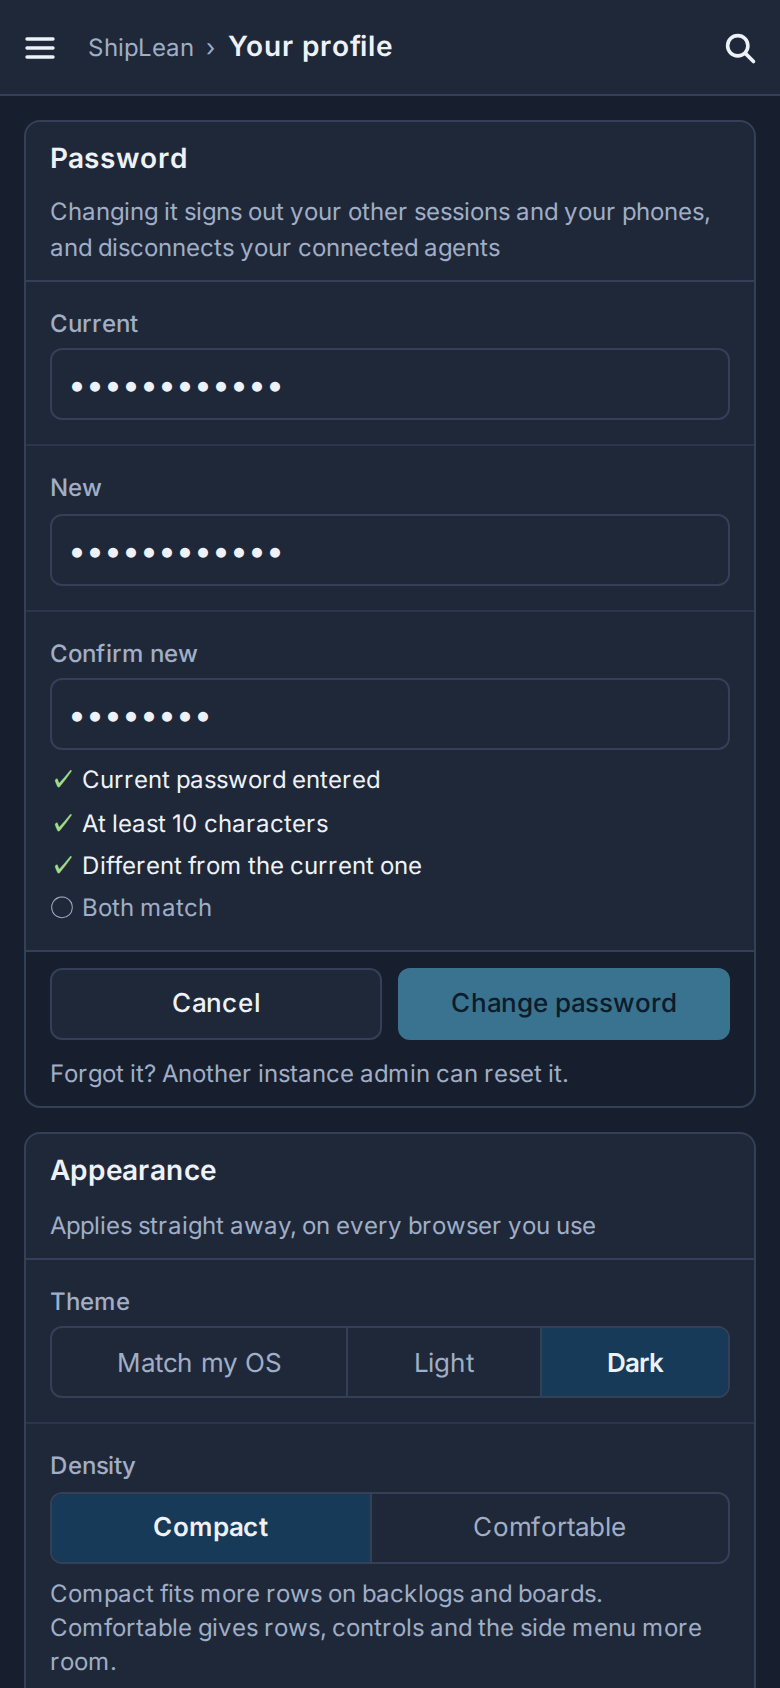 ShipLean › Your profile
Password
Changing it signs out your other sessions and your phones,
and disconnects your connected agents
Current
••••••••••••
New
••••••••••••
Confirm new
••••••••
✓ Current password entered
✓ At least 10 characters
✓ Different from the current one
○ Both match
Cancel
Change password
Forgot it? Another instance admin can reset it.
Appearance
Applies straight away, on every browser you use
Theme
Match my OS
Light
Dark
Density
Compact
Comfortable
Compact fits more rows on backlogs and boards.
Comfortable gives rows, controls and the side menu more
room.